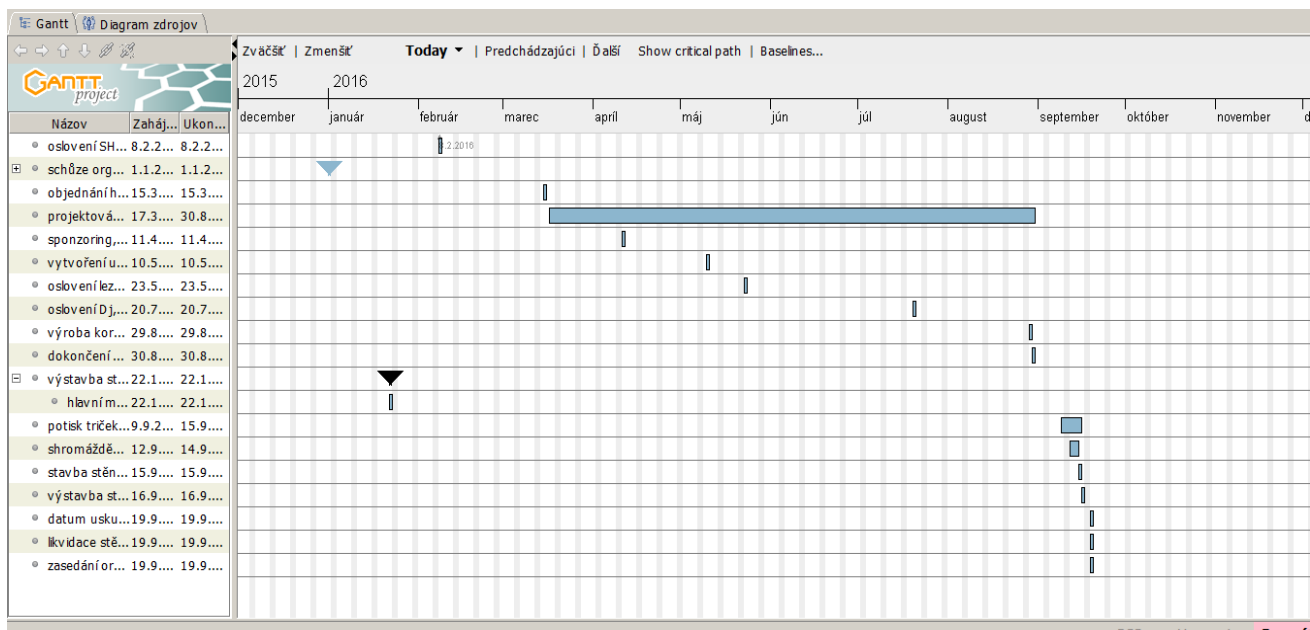 Gantt Diagram zdrojov
Zväčšiť | Zmenšiť Today | Predchádzajúci | Ďalší Show critical path | Baselines...
GANTT project
2015 2016
Názov Zaháj... Ukon...
december január február marec apríl máj jún júl august september október november d
oslovení SH... 8.2.2... 8.2.2... 8.2.2016
schůze org... 1.1.2... 1.1.2...
objednání h... 15.3.... 15.3....
projektová... 17.3.... 30.8....
sponzoring,... 11.4.... 11.4....
vytvoření u... 10.5.... 10.5....
oslovení lez... 23.5.... 23.5....
oslovení Dj,... 20.7.... 20.7....
výroba kor... 29.8.... 29.8....
dokončení ... 30.8.... 30.8....
výstavba st... 22.1.... 22.1....
hlavní m... 22.1.... 22.1....
potisk triček... 9.9.2... 15.9....
shromáždě... 12.9.... 14.9....
stavba stěn... 15.9.... 15.9....
výstavba st... 16.9.... 16.9....
datum usku... 19.9.... 19.9....
likvidace stě... 19.9.... 19.9....
zasedání or... 19.9.... 19.9....